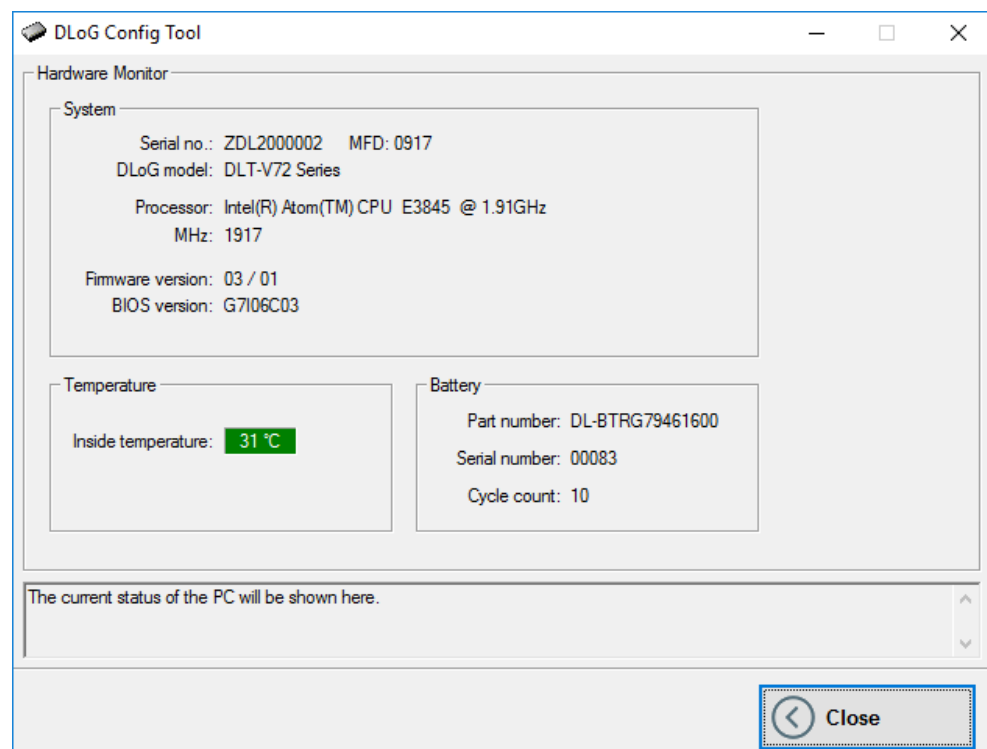 DLoG Config Tool
Hardware Monitor
System
Serial no.: ZDL2000002 MFD: 0917
DLoG model: DLT-V72 Series
Processor: Intel(R) Atom(TM) CPU E3845 @ 1.91GHz
MHz: 1917
Firmware version: 03 / 01
BIOS version: G7I06C03
Temperature
Inside temperature: 31 °C
Battery
Part number: DL-BTRG79461600
Serial number: 00083
Cycle count: 10
The current status of the PC will be shown here.
Close